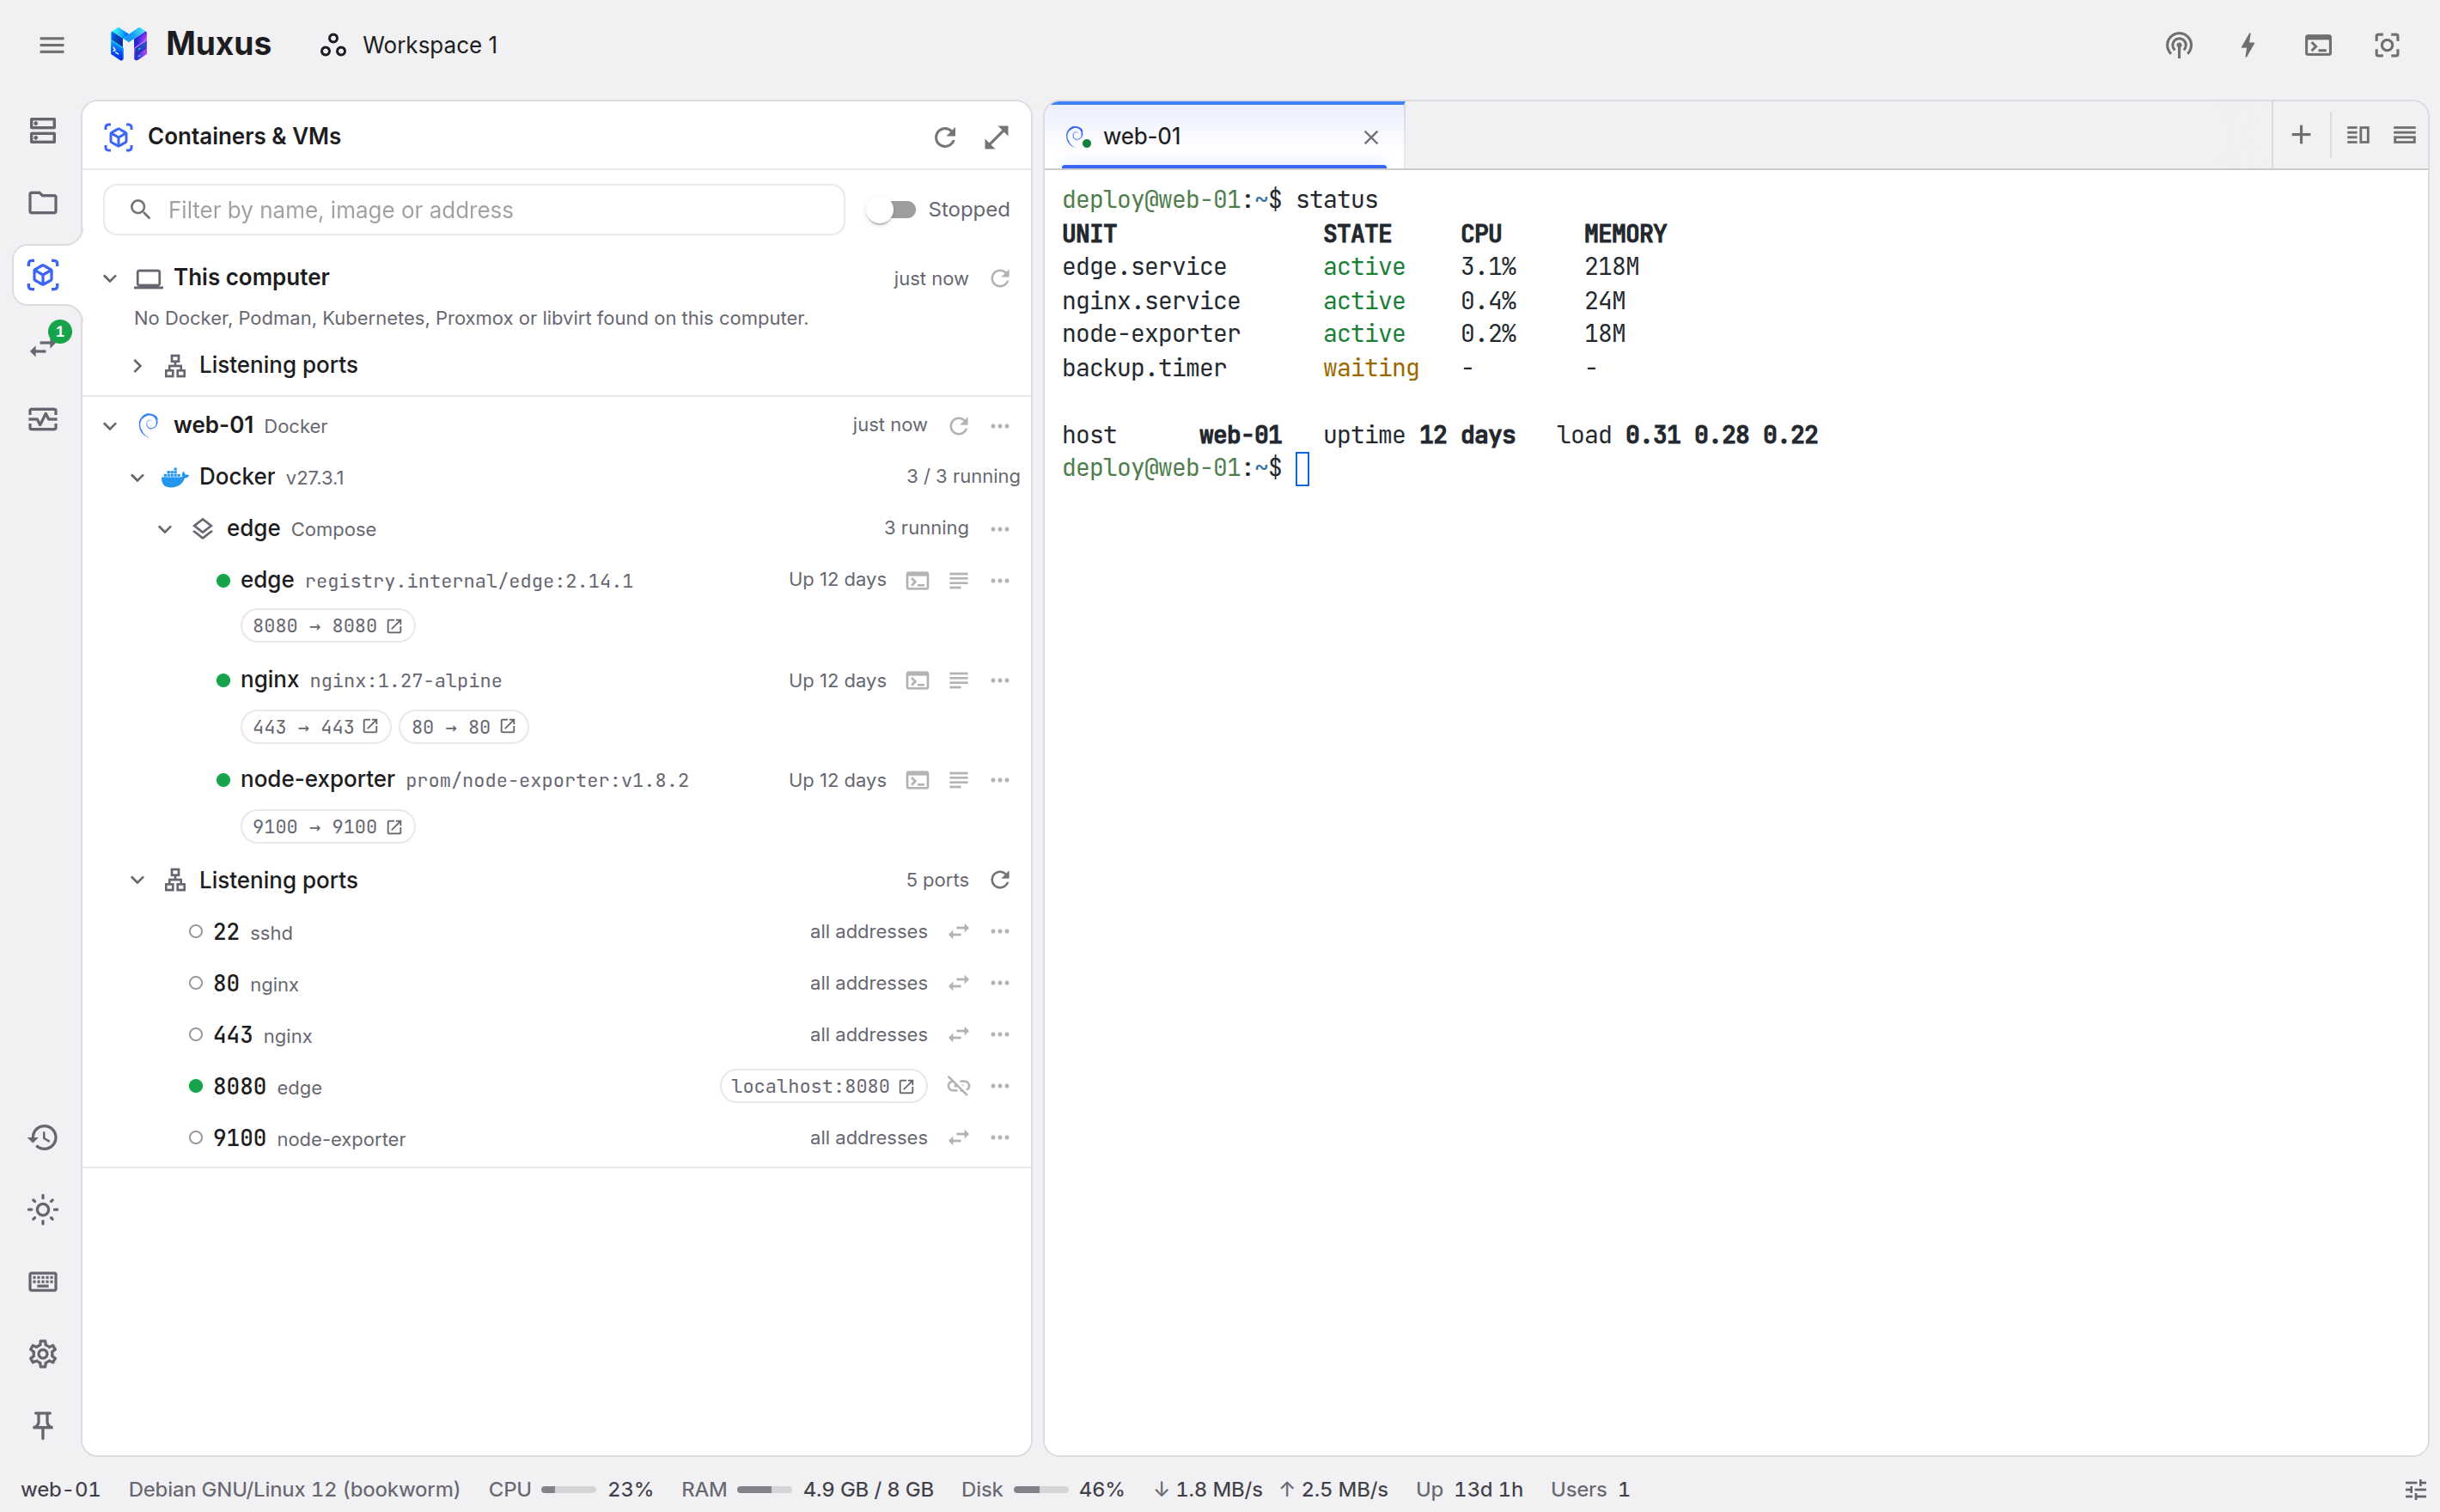 Muxus
Workspace 1
Containers & VMs
Filter by name, image or address
Stopped
This computer
just now
No Docker, Podman, Kubernetes, Proxmox or libvirt found on this computer.
Listening ports
1
web-01 Docker
just now
Docker v27.3.1
3 / 3 running
edge Compose
3 running
edge registry.internal/edge:2.14.1
Up 12 days
8080 → 8080
nginx nginx:1.27-alpine
Up 12 days
443 → 443
80 → 80
node-exporter prom/node-exporter:v1.8.2
Up 12 days
9100 → 9100
Listening ports
5 ports
22 sshd
all addresses
80 nginx
all addresses
443 nginx
all addresses
8080 edge
localhost:8080
9100 node-exporter
all addresses
web-01
deploy@web-01:~$ status
UNIT STATE CPU MEMORY
edge.service active 3.1% 218M
nginx.service active 0.4% 24M
node-exporter active 0.2% 18M
backup.timer waiting - -
host web-01 uptime 12 days load 0.31 0.28 0.22
deploy@web-01:~$
web-01 Debian GNU/Linux 12 (bookworm) CPU 23% RAM 4.9 GB / 8 GB Disk 46% ↓ 1.8 MB/s ↑ 2.5 MB/s Up 13d 1h Users 1